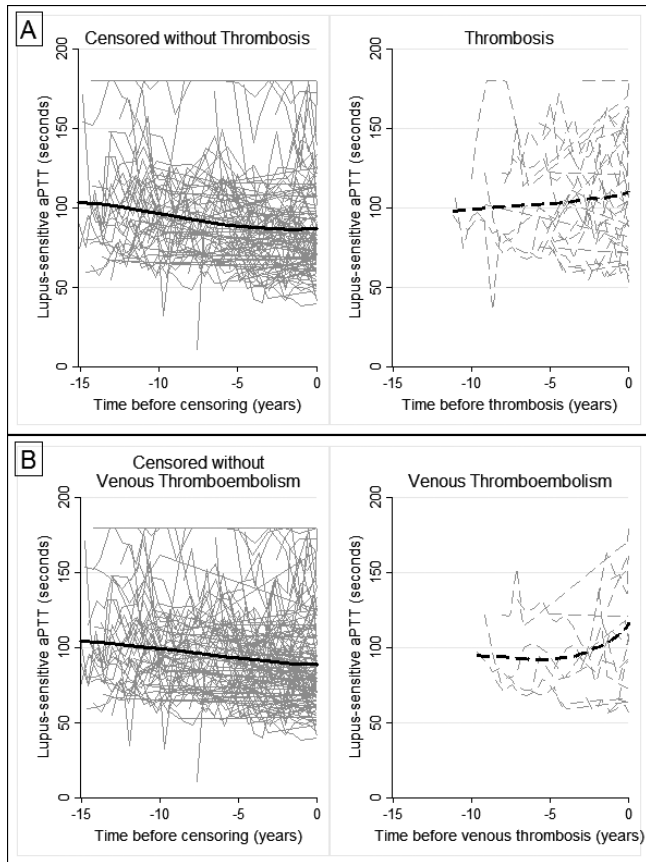 A
Censored without Thrombosis
Thrombosis
Lupus-sensitive aPTT (seconds)
200
150
100
50
0
-15
-10
-5
0
Time before censoring (years)
Lupus-sensitive aPTT (seconds)
200
150
100
50
0
-15
-10
-5
0
Time before thrombosis (years)
B
Censored without
Venous Thromboembolism
Venous Thromboembolism
Lupus-sensitive aPTT (seconds)
200
150
100
50
0
-15
-10
-5
0
Time before censoring (years)
Lupus-sensitive aPTT (seconds)
200
150
100
50
0
-15
-10
-5
0
Time before venous thrombosis (years)